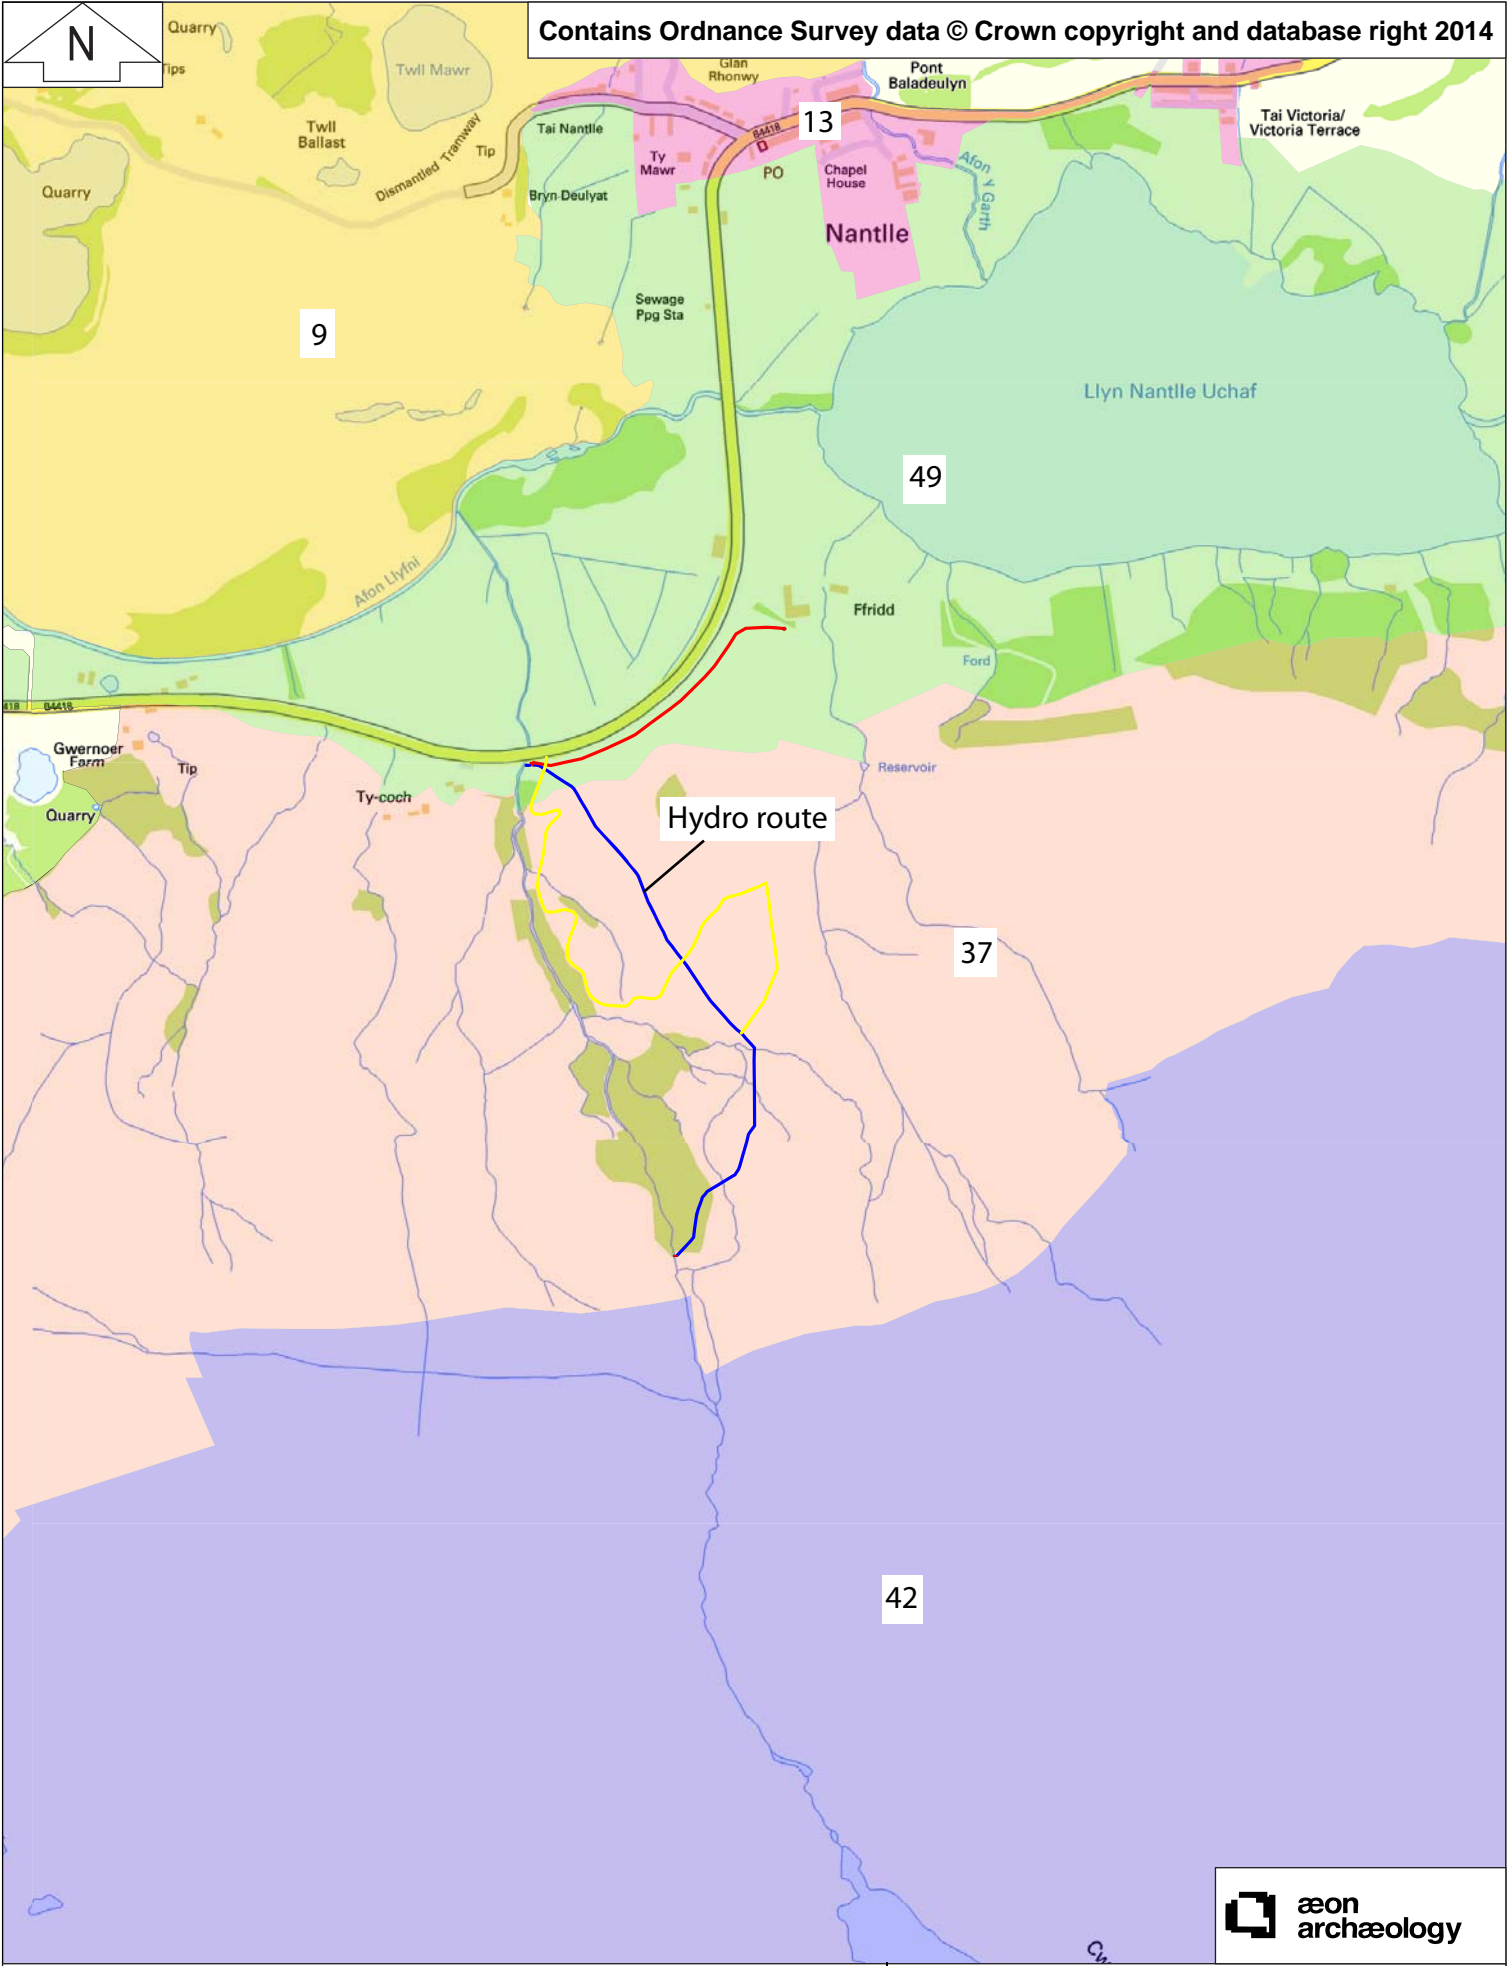 N
Contains Ordnance Survey data © Crown copyright and database right 2014
Quarry
Tips
Twll Mawr
Glan
Rhonwy
Pont
Baladeulyn
Tai Victoria/
Victoria Terrace
Twll
Ballast
Dismantled Tramway
Tip
Tai Nantlle
Ty
Mawr
B4418
13
PO
Chapel
House
Afon Y Garth
Quarry
Bryn Deulyat
Nantlle
Sewage
Ppg Sta
9
Llyn Nantlle Uchaf
49
Afon Llyfni
Ffridd
Ford
418
B4418
Gwernoer
Farm
Tip
Reservoir
Ty-coch
Quarry
Hydro route
37
42
æon
archæology